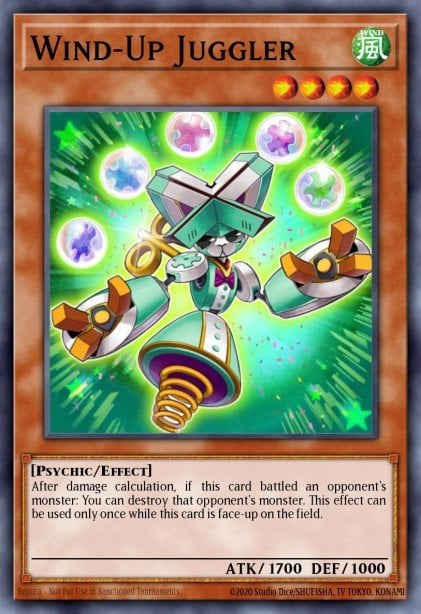 WIND-UP JUGGLER
WIND
風
[PSYCHIC/EFFECT]
After damage calculation, if this card battled an opponent's
monster: You can destroy that opponent's monster. This effect can
be used only once while this card is face-up on the field.
ATK/1700 DEF/1000
Replica - Not For Use in Sanctioned Tournaments
©2020 Studio Dice/SHUEISHA, TV TOKYO, KONAMI